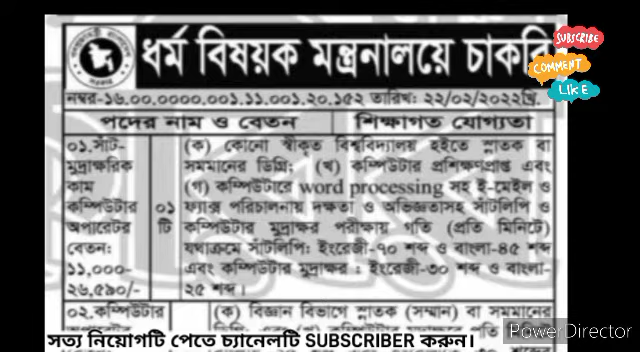 ধর্ম বিষয়ক মন্ত্রনালয়ে চাকরি
SUBSCRIBE
COMMENT
LIKE
নম্বর-১৬.০০.০০০০.০০১.১১.০০১.২০.১৫২ তারিখ: ২২/০২/২০২২খ্রি.
পদের নাম ও বেতন
শিক্ষাগত যোগ্যতা
০১.সাঁট-
মুদ্রাক্ষরিক
কাম
কম্পিউটার
অপারেটর
বেতন:
১১,০০০-
২৬,৫৯০/-
০১
টি
(ক) কোনো স্বীকৃত বিশ্ববিদ্যালয় হইতে স্নাতক বা
সমমানের ডিগ্রি; (খ) কম্পিউটার প্রশিক্ষণপ্রাপ্ত এবং
(গ) কম্পিউটারে word processing সহ ই-মেইল ও
ফ্যাক্স পরিচালনায় দক্ষতা ও অভিজ্ঞতাসহ সাঁটলিপি ও
কম্পিউটার মুদ্রাক্ষর পরীক্ষায় গতি (প্রতি মিনিটে)
যথাক্রমে সাঁটলিপি: ইংরেজী-৭০ শব্দ ও বাংলা-৪৫ শব্দ
এবং কম্পিউটার মুদ্রাক্ষর : ইংরেজী-৩০ শব্দ ও বাংলা-
২৫ শব্দ।
০২.কম্পিউটার
(ক) বিজ্ঞান বিভাগে স্নাতক (সম্মান) বা সমমানের
সত্য নিয়োগটি পেতে চ্যানেলটি SUBSCRIBER করুন।
PowerDirector